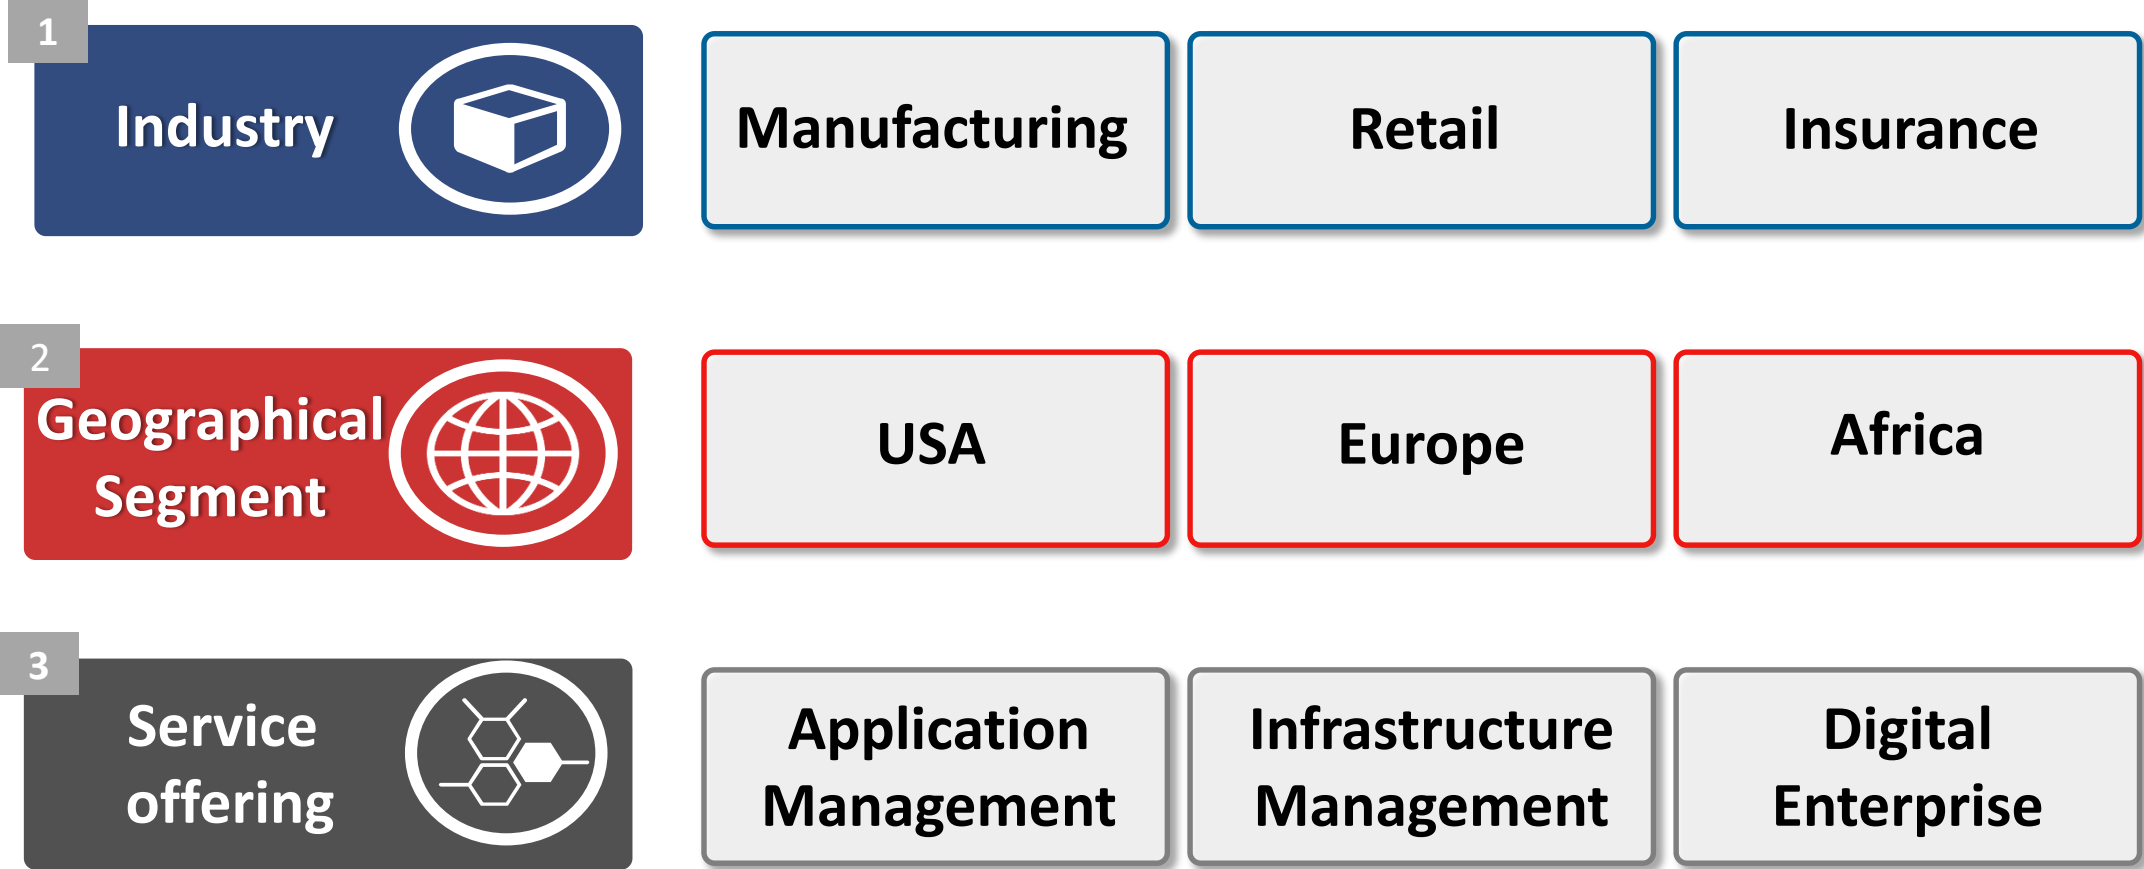 1
Industry
Manufacturing
Retail
Insurance
2
Geographical
Segment
USA
Europe
Africa
3
Service
offering
Application
Management
Infrastructure
Management
Digital
Enterprise